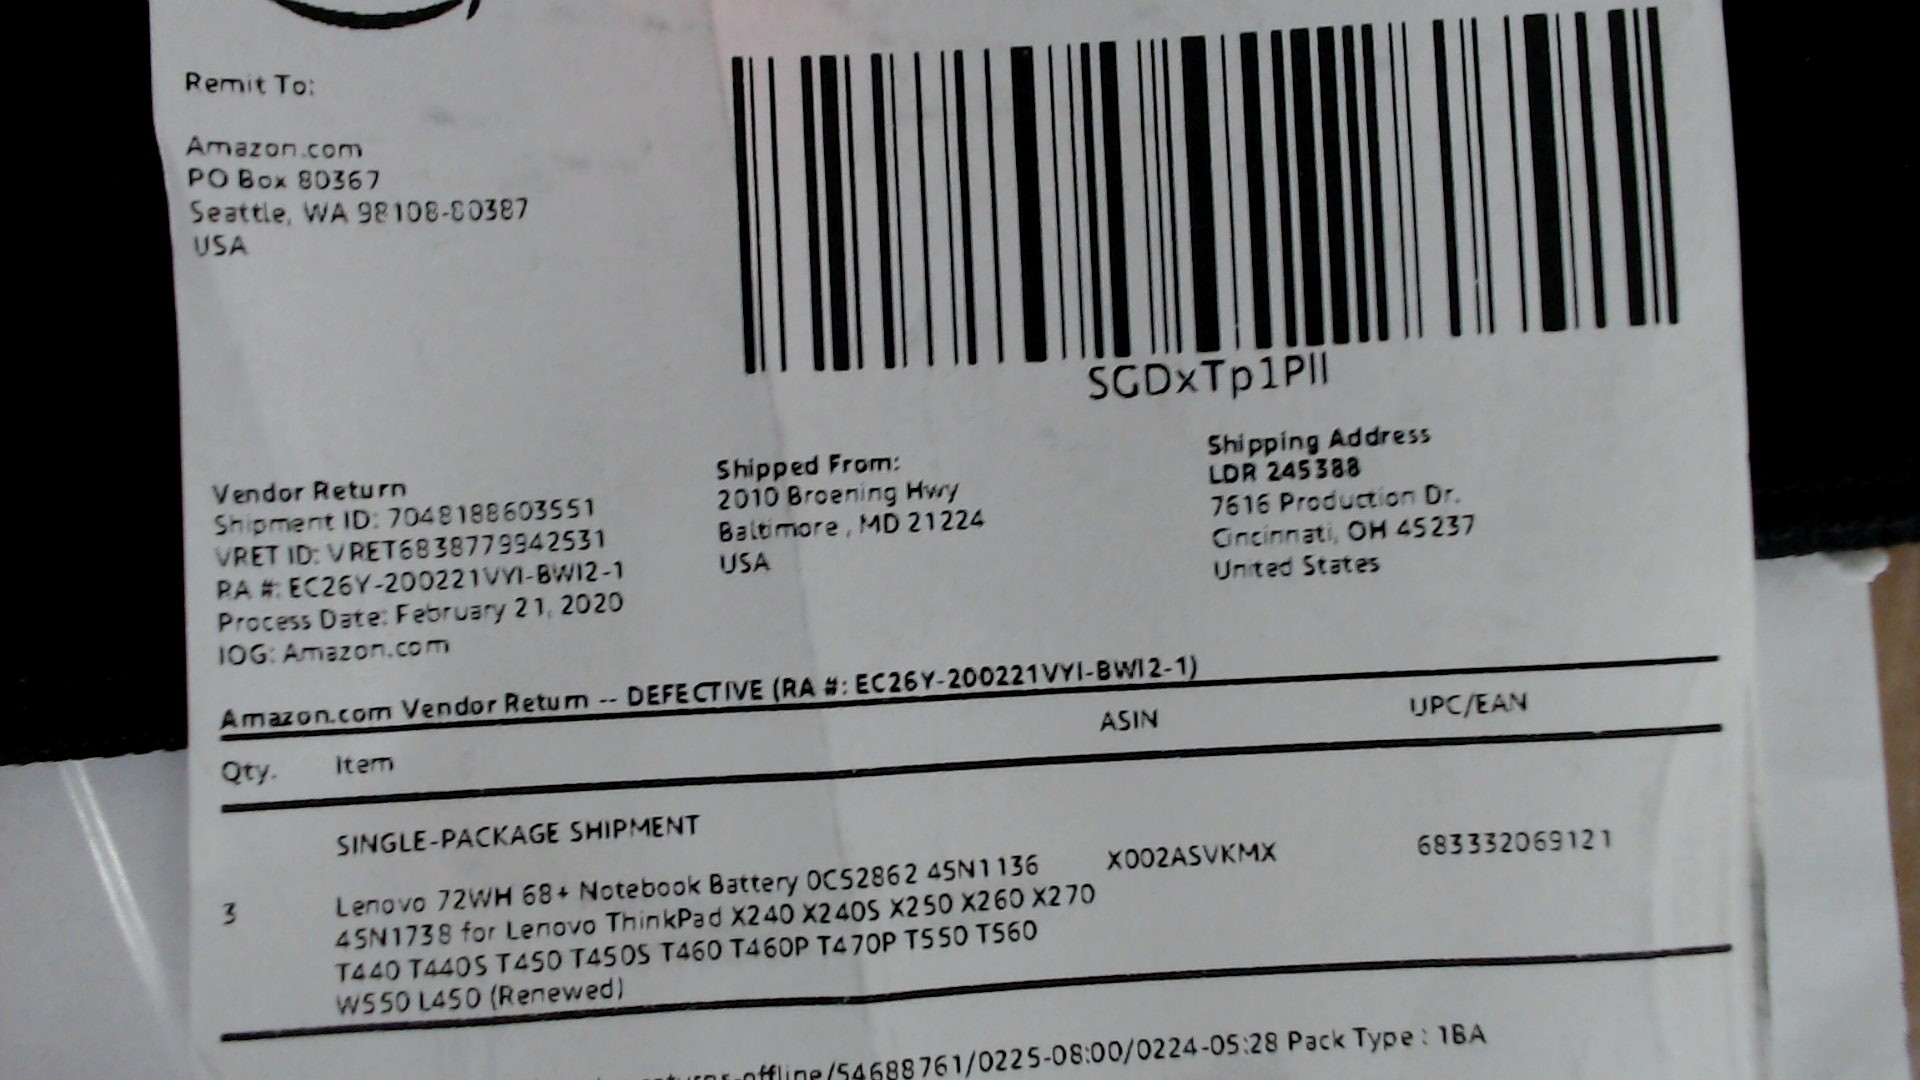 Remit To:
Amazon.com
PO Box 80367
Seattle, WA 98108-80387
USA
SGDxTp1PII
Vendor Return
Shipment ID: 7048188603551
VRET ID: VRET6838779942531
RA #: EC26Y-200221VYI-BWI2-1
Process Date: February 21, 2020
IOG: Amazon.com
Shipped From:
2010 Broening Hwy
Baltimore , MD 21224
USA
Shipping Address
LDR 245388
7616 Production Dr.
Cincinnati, OH 45237
United States
Amazon.com Vendor Return -- DEFECTIVE (RA #: EC26Y-200221VYI-BWI2-1)
Qty. Item ASIN UPC/EAN
SINGLE-PACKAGE SHIPMENT
3 Lenovo 72WH 68+ Notebook Battery 0C52862 45N1136 X002ASVKMX 683332069121
45N1738 for Lenovo ThinkPad X240 X240S X250 X260 X270
T440 T440S T450 T450S T460 T460P T470P T550 T560
W550 L450 (Renewed)
/54688761/0225-08:00/0224-05:28 Pack Type : 1BA